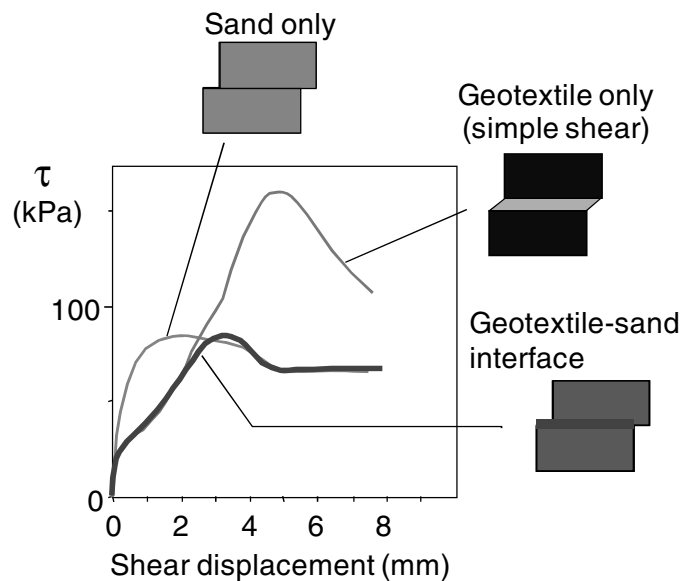 Sand only
Geotextile only
(simple shear)
τ
(kPa)
100
Geotextile-sand
interface
0
0 2 4 6 8
Shear displacement (mm)